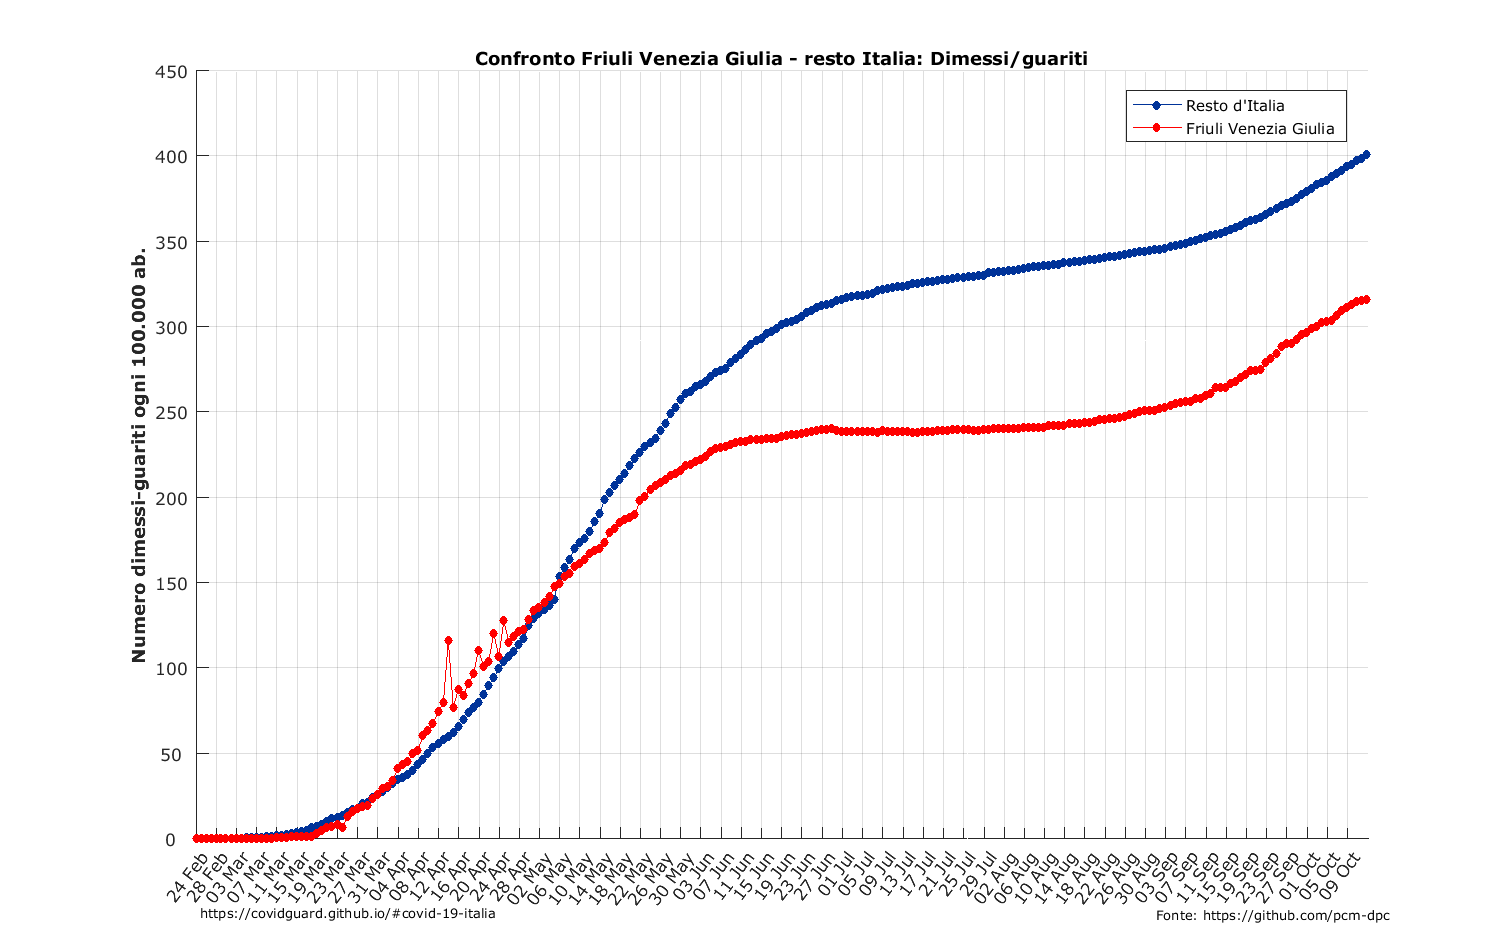 Confronto Friuli Venezia Giulia - resto Italia: Dimessi/guariti
Resto d'Italia
Friuli Venezia Giulia
Numero dimessi-guariti ogni 100.000 ab.
450
400
350
300
250
200
150
100
50
0
24 Feb
28 Feb
03 Mar
07 Mar
11 Mar
15 Mar
19 Mar
23 Mar
27 Mar
31 Mar
04 Apr
08 Apr
12 Apr
16 Apr
20 Apr
24 Apr
28 Apr
02 May
06 May
10 May
14 May
18 May
22 May
26 May
30 May
03 Jun
07 Jun
11 Jun
15 Jun
19 Jun
23 Jun
27 Jun
01 Jul
05 Jul
09 Jul
13 Jul
17 Jul
21 Jul
25 Jul
29 Jul
02 Aug
06 Aug
10 Aug
14 Aug
18 Aug
22 Aug
26 Aug
30 Aug
03 Sep
07 Sep
11 Sep
15 Sep
19 Sep
23 Sep
27 Sep
01 Oct
05 Oct
09 Oct
https://covidguard.github.io/#covid-19-italia
Fonte: https://github.com/pcm-dpc